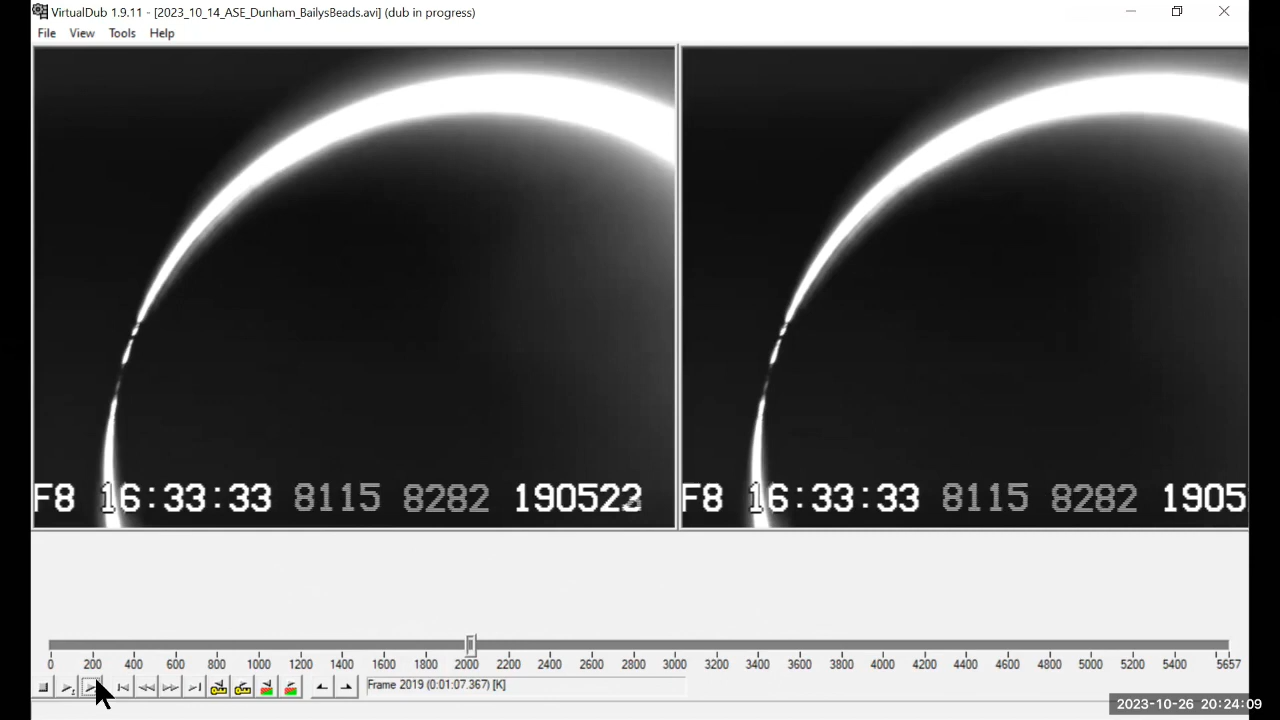 VirtualDub 1.9.11 - [2023_10_14_ASE_Dunham_BailysBeads.avi] (dub in progress)
File View Tools Help
F8 16:33:33 8115 8282 190523
F8 16:33:33 8115 8282 1905
0 200 400 600 800 1000 1200 1400 1600 1800 2000 2200 2400 2600 2800 3000 3200 3400 3600 3800 4000 4200 4400 4600 4800 5000 5200 5400 5657
Frame 2019 (0:01:07.367) [K]
2023-10-26 20:24:09